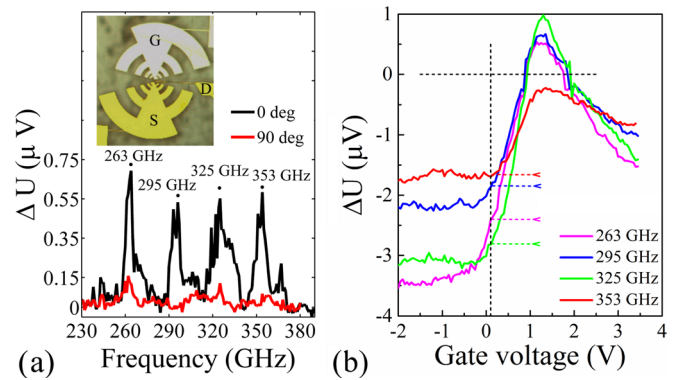 G
D
S
0 deg
90 deg
263 GHz
295 GHz
325 GHz
353 GHz
0.75
0.55
0.35
0.15
0
Δ U (μ V)
230 260 290 320 350 380
Frequency (GHz)
(a)
1
0
-1
-2
-3
-4
Δ U (μ V)
263 GHz
295 GHz
325 GHz
353 GHz
-2 -1 0 1 2 3 4
Gate voltage (V)
(b)